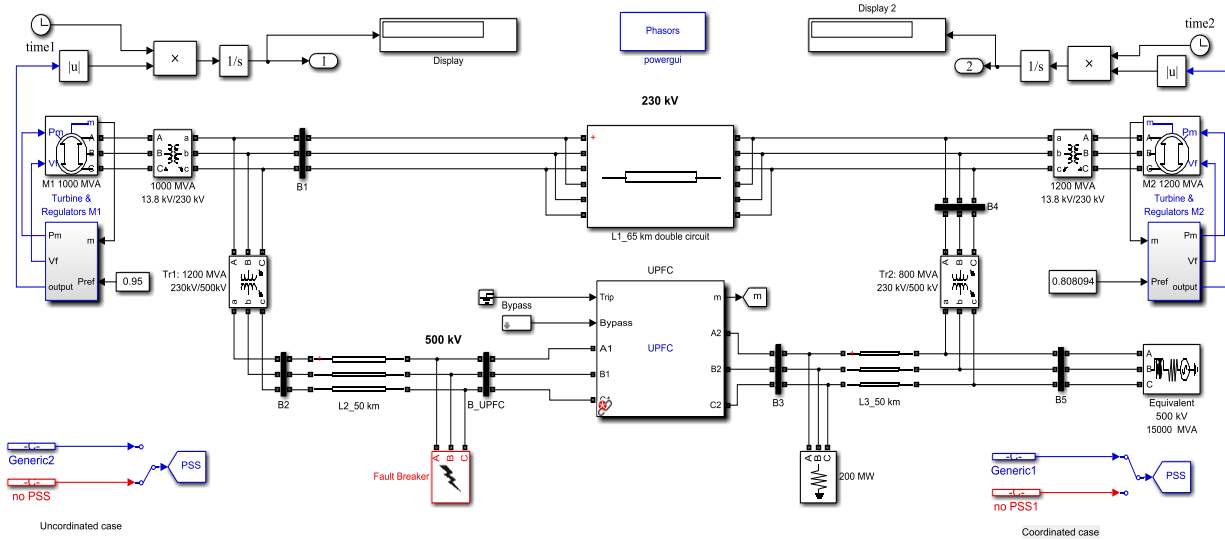 Display 2
time2
time1
Phasors
|u|
×
1/s
1
Display
powergui
2
1/s
×
|u|
230 kV
m
Pm
Vf
A
B
C
A
B
C
a
b
c
+
a
b
c
A
B
C
A
B
C
m
Pm
Vf
M1 1000 MVA
1000 MVA
13.8 kV/230 kV
B1
1200 MVA
13.8 kV/230 kV
M2 1200 MVA
Turbine &
Regulators M1
B4
Turbine &
Regulators M2
L1_65 km double circuit
Pm
Vf
output
m
Pref
0.95
Tr1: 1200 MVA
230kV/500kV
A
B
C
a
b
c
UPFC
Trip
Bypass
A1
B1
C1
UPFC
m
A2
B2
C2
m
Bypass
Tr2: 800 MVA
230 kV/500 kV
A
B
C
a
b
c
0.808094
m
Pref
Pm
Vf
output
500 kV
+
B2
L2_50 km
B_UPFC
B3
+
L3_50 km
B5
A
B
C
Equivalent
500 kV
15000 MVA
A
B
C
Fault Breaker
A
B
C
200 MW
-C-
Generic2
PSS
-C-
no PSS
Uncordinated case
-C-
Generic1
PSS
-C-
no PSS1
Coordinated case